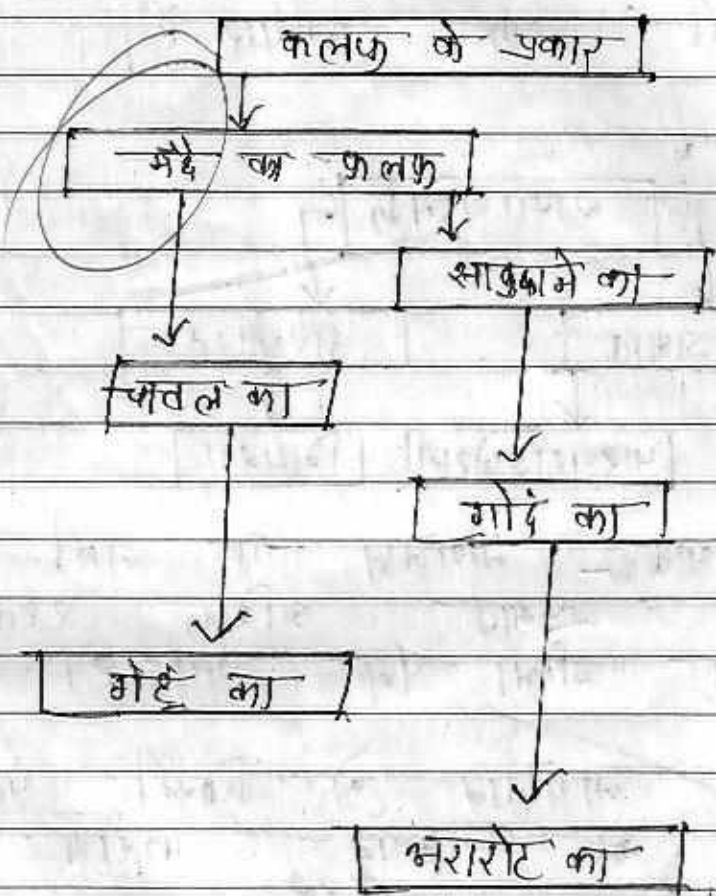 कलफ के प्रकार
मैदे का कलफ
साबुदाने का
चावल का
गोदं का
गेहूं का
अरारोट का